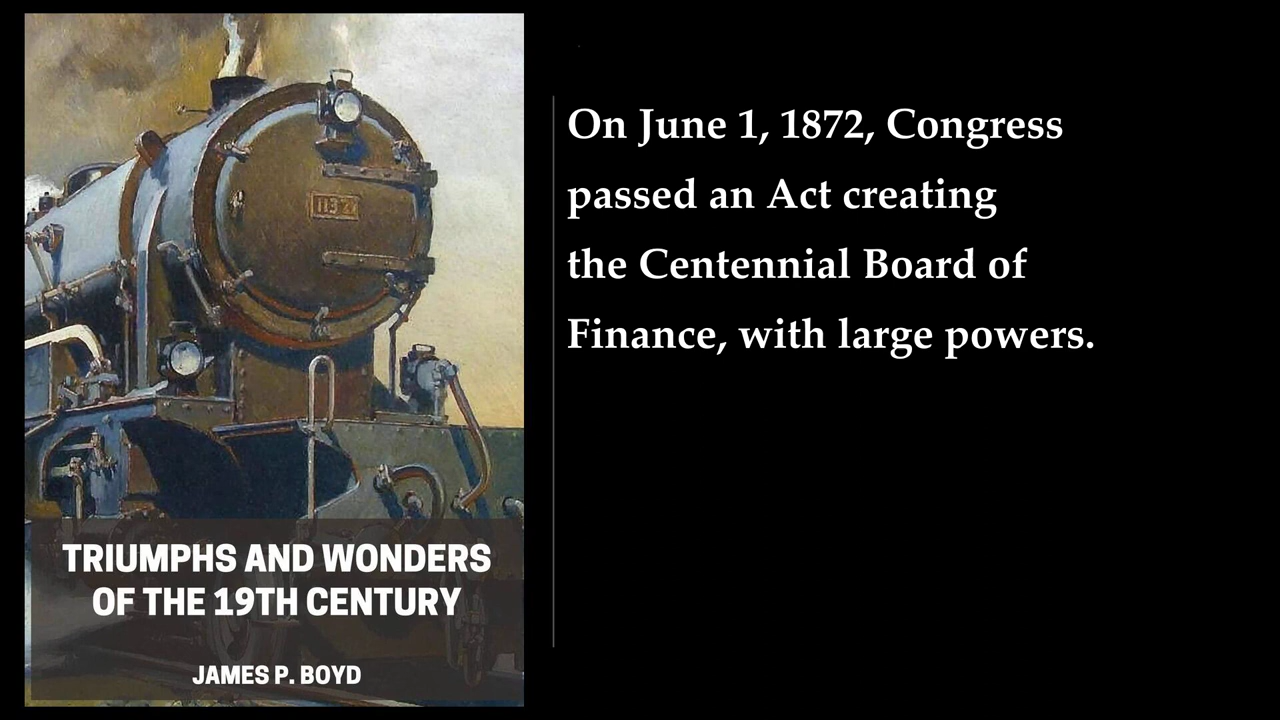 On June 1, 1872, Congress
passed an Act creating
the Centennial Board of
Finance, with large powers.
TRIUMPHS AND WONDERS
OF THE 19TH CENTURY
JAMES P. BOYD